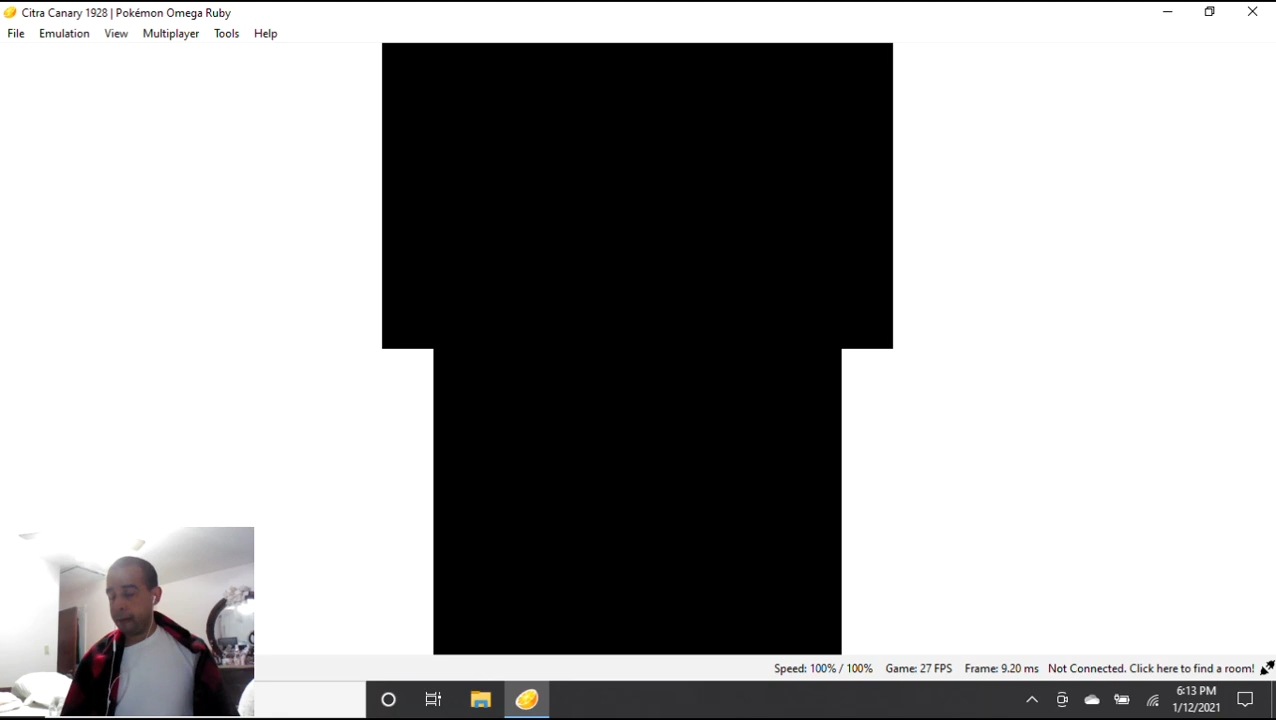 Citra Canary 1928 | Pokémon Omega Ruby
File Emulation View Multiplayer Tools Help
Speed: 100% / 100% Game: 27 FPS Frame: 9.20 ms Not Connected. Click here to find a room!
6:13 PM
1/12/2021